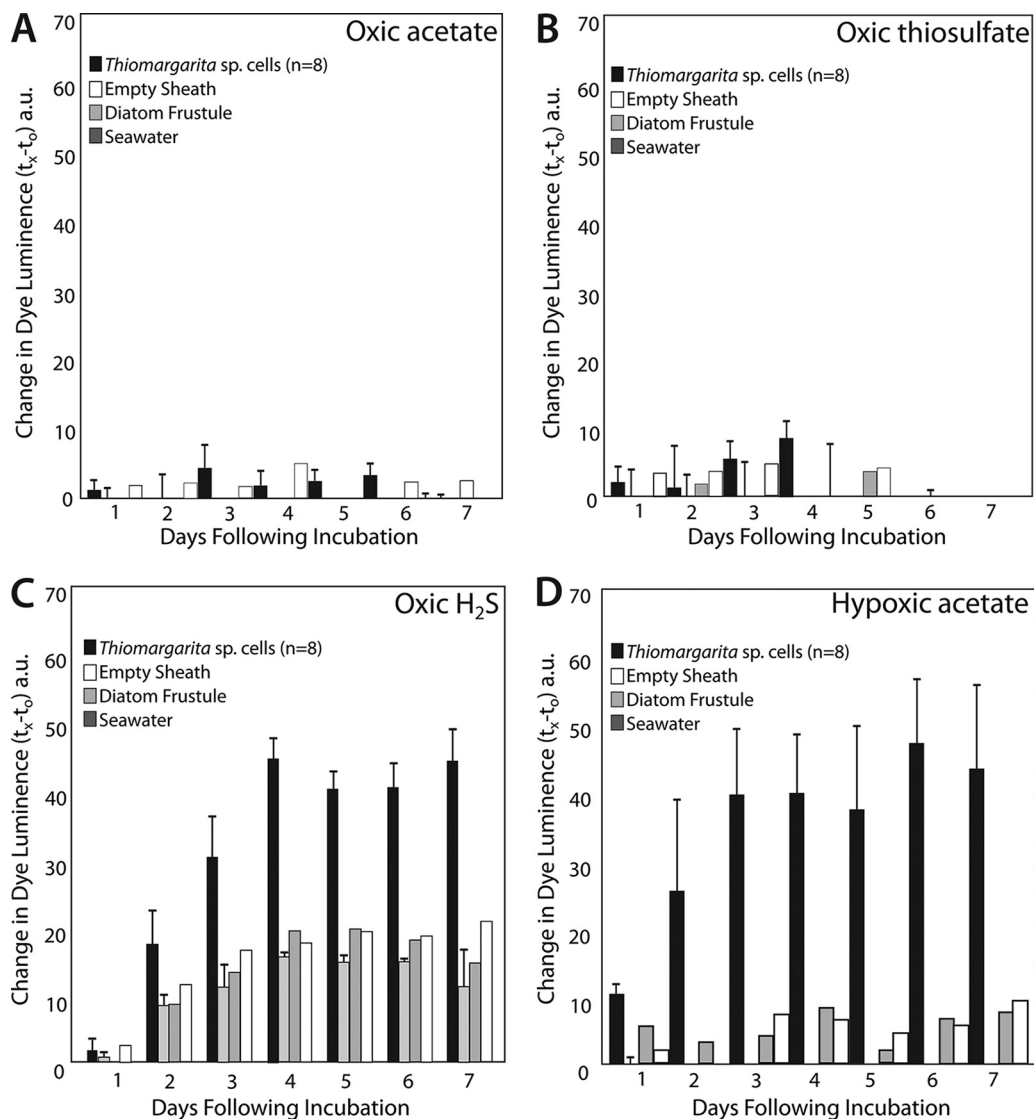 A
Oxic acetate
Thiomargarita sp. cells (n=8)
Empty Sheath
Diatom Frustule
Seawater
Change in Dye Luminence (tₓ-tₒ) a.u.
70
60
50
40
30
20
10
0
1 2 3 4 5 6 7
Days Following Incubation
B
Oxic thiosulfate
Thiomargarita sp. cells (n=8)
Empty Sheath
Diatom Frustule
Seawater
Change in Dye Luminence (tₓ-tₒ) a.u.
70
60
50
40
30
20
10
0
1 2 3 4 5 6 7
Days Following Incubation
C
Oxic H₂S
Thiomargarita sp. cells (n=8)
Empty Sheath
Diatom Frustule
Seawater
Change in Dye Luminence (tₓ-tₒ) a.u.
70
60
50
40
30
20
10
0
1 2 3 4 5 6 7
Days Following Incubation
D
Hypoxic acetate
Thiomargarita sp. cells (n=8)
Empty Sheath
Diatom Frustule
Seawater
Change in Dye Luminence (tₓ-tₒ) a.u.
70
60
50
40
30
20
10
0
1 2 3 4 5 6 7
Days Following Incubation